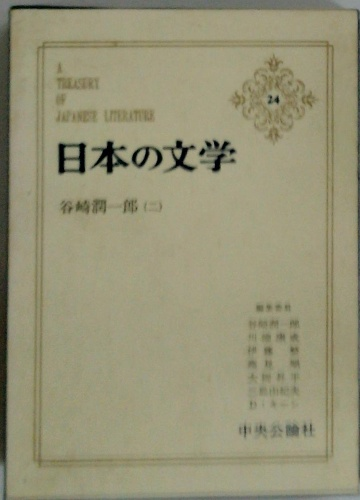 A
TREASURY
OF
JAPANESE LITERATURE
24
日本の文学
谷崎潤一郎（二）
編集委員
谷崎潤一郎
川端康成
伊藤整
高見順
大岡昇平
三島由紀夫
D・キーン
中央公論社